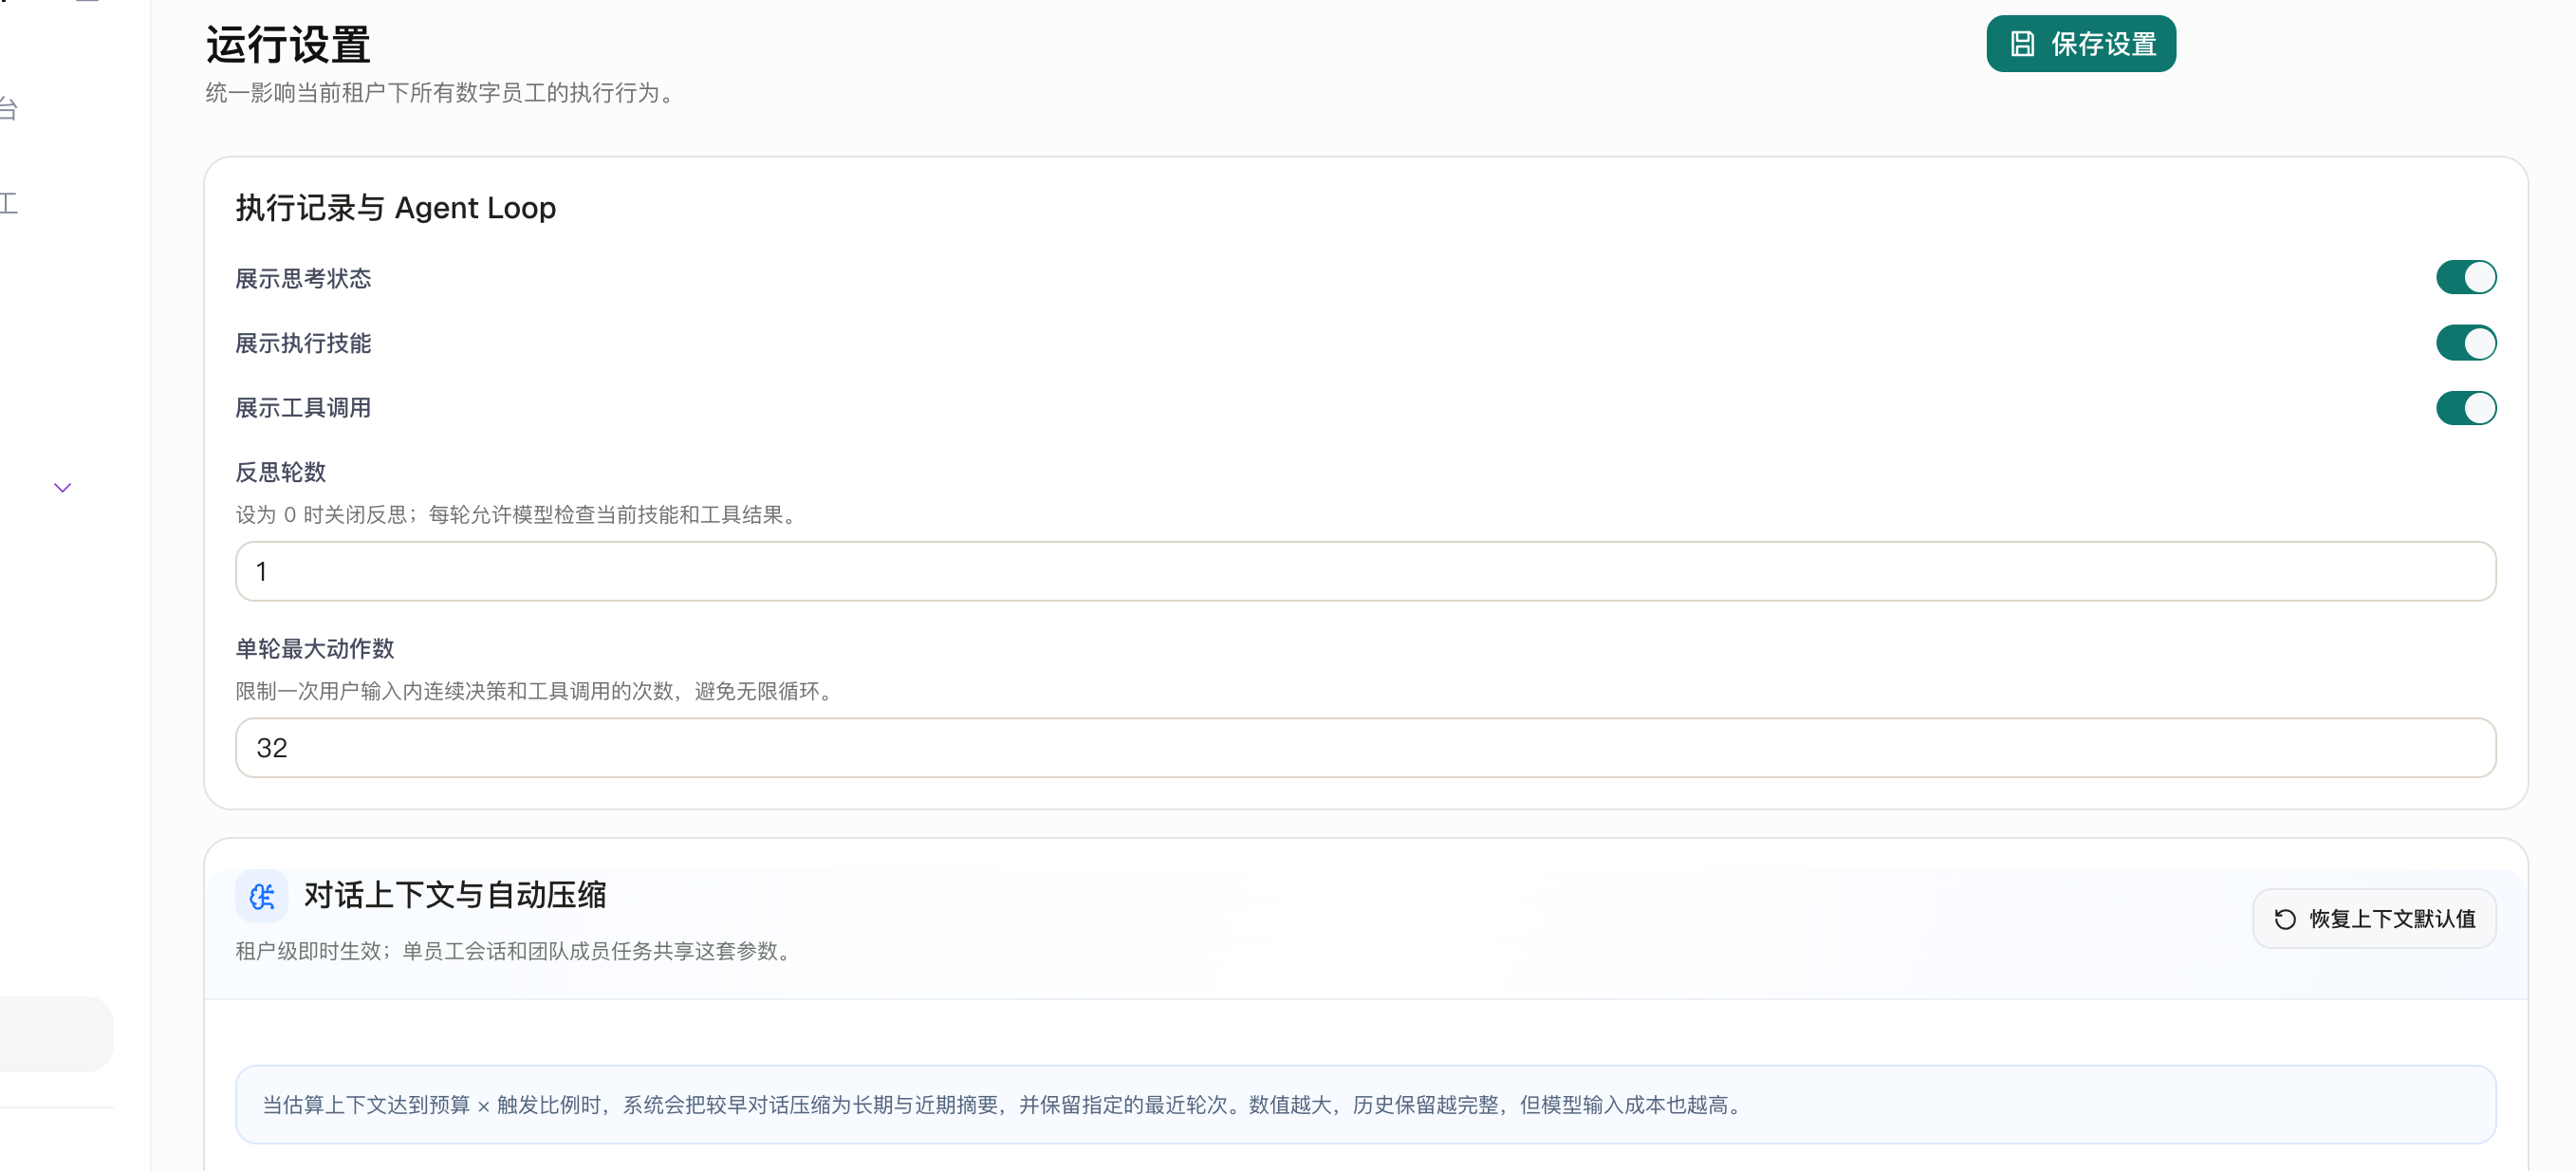 运行设置
保存设置
统一影响当前租户下所有数字员工的执行行为。
台
工
执行记录与 Agent Loop
展示思考状态
展示执行技能
展示工具调用
反思轮数
设为 0 时关闭反思；每轮允许模型检查当前技能和工具结果。
1
单轮最大动作数
限制一次用户输入内连续决策和工具调用的次数，避免无限循环。
32
对话上下文与自动压缩
恢复上下文默认值
租户级即时生效；单员工会话和团队成员任务共享这套参数。
当估算上下文达到预算 × 触发比例时，系统会把较早对话压缩为长期与近期摘要，并保留指定的最近轮次。数值越大，历史保留越完整，但模型输入成本也越高。